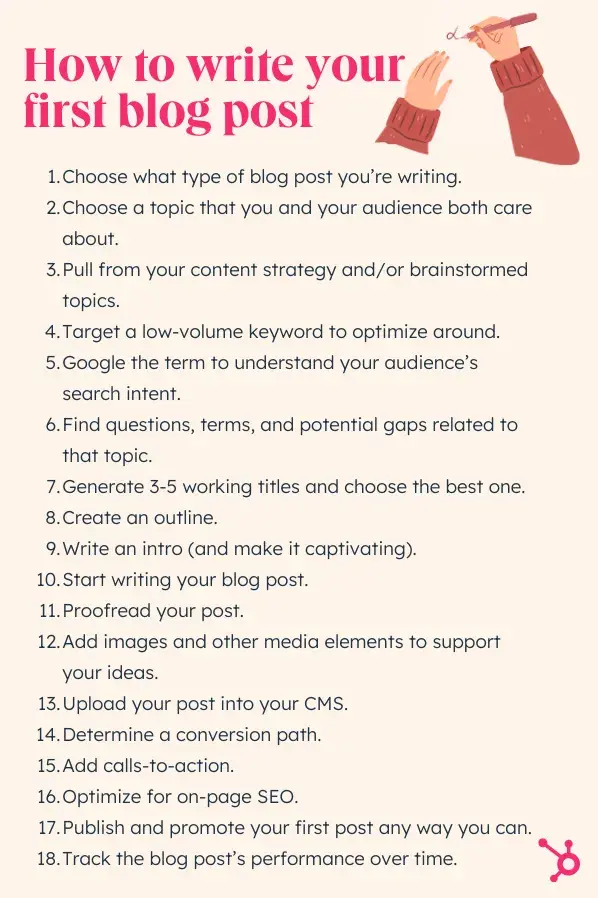 How to write your
first blog post
1. Choose what type of blog post you’re writing.
2. Choose a topic that you and your audience both care
about.
3. Pull from your content strategy and/or brainstormed
topics.
4. Target a low-volume keyword to optimize around.
5. Google the term to understand your audience’s
search intent.
6. Find questions, terms, and potential gaps related to
that topic.
7. Generate 3-5 working titles and choose the best one.
8. Create an outline.
9. Write an intro (and make it captivating).
10. Start writing your blog post.
11. Proofread your post.
12. Add images and other media elements to support
your ideas.
13. Upload your post into your CMS.
14. Determine a conversion path.
15. Add calls-to-action.
16. Optimize for on-page SEO.
17. Publish and promote your first post any way you can.
18. Track the blog post’s performance over time.